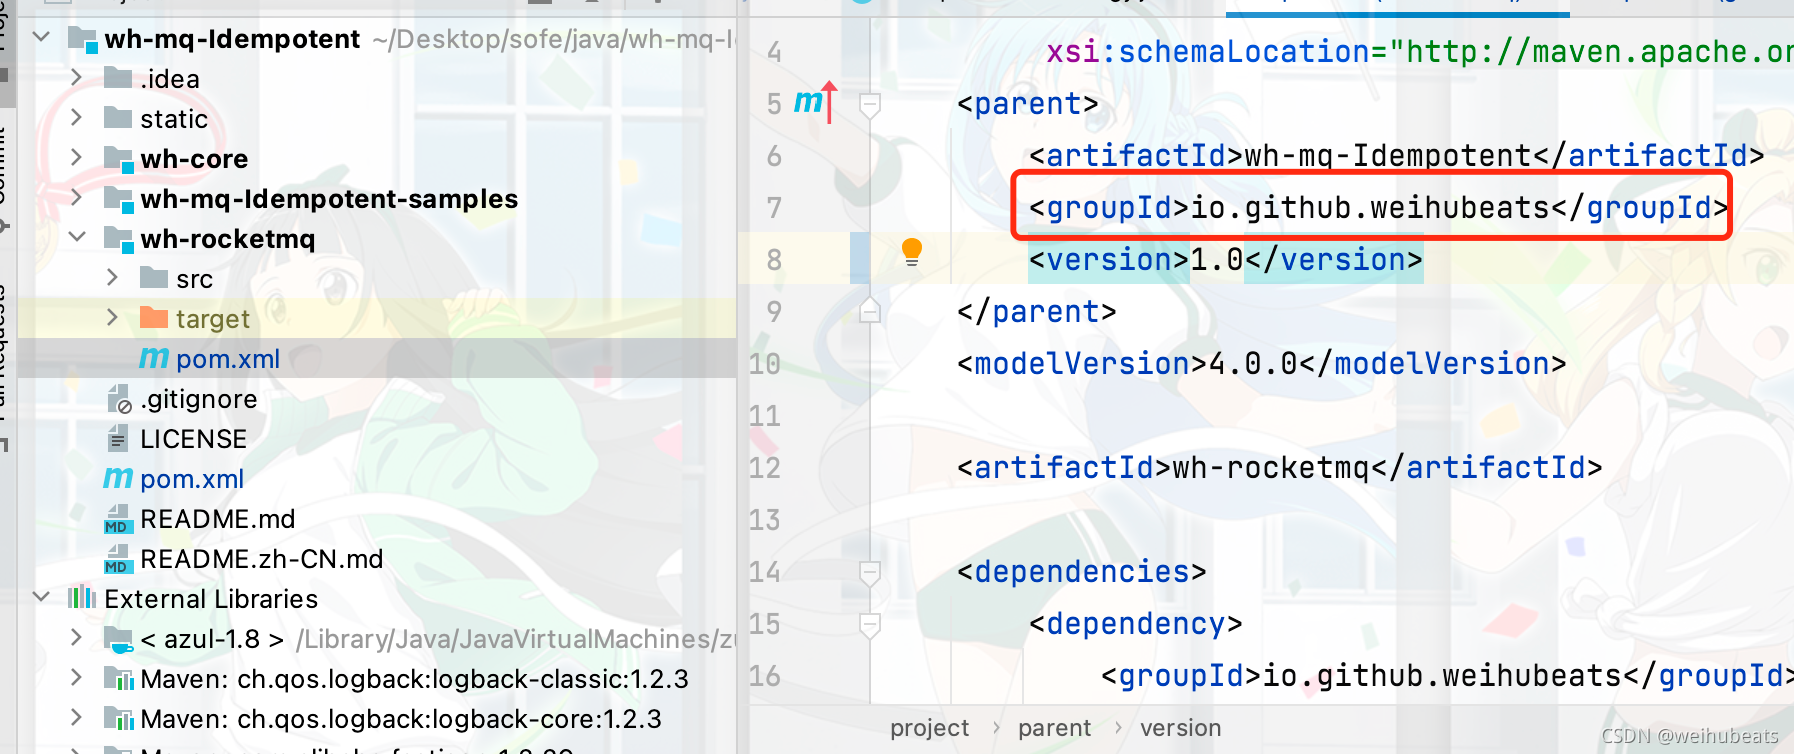 wh-mq-Idempotent ~/Desktop/sofe/java/wh-mq-I
.idea
static
wh-core
wh-mq-Idempotent-samples
wh-rocketmq
src
target
pom.xml
.gitignore
LICENSE
pom.xml
README.md
README.zh-CN.md
External Libraries
< azul-1.8 > /Library/Java/JavaVirtualMachines/zu
Maven: ch.qos.logback:logback-classic:1.2.3
Maven: ch.qos.logback:logback-core:1.2.3
4 xsi:schemaLocation="http://maven.apache.or
5 <parent>
6 <artifactId>wh-mq-Idempotent</artifactId>
7 <groupId>io.github.weihubeats</groupId>
8 <version>1.0</version>
9 </parent>
10 <modelVersion>4.0.0</modelVersion>
11
12 <artifactId>wh-rocketmq</artifactId>
13
14 <dependencies>
15 <dependency>
16 <groupId>io.github.weihubeats</groupId>
project > parent > version
CSDN @weihubeats